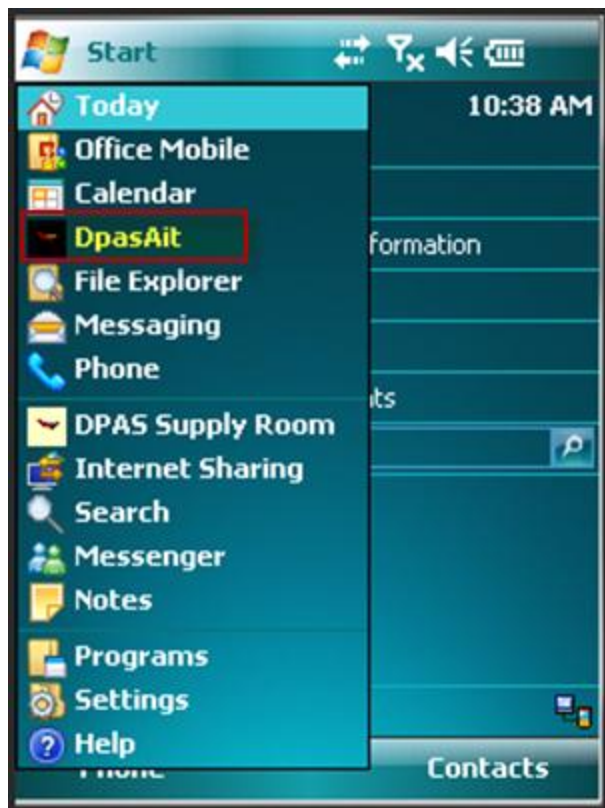 Start
Today
10:38 AM
Office Mobile
Calendar
DpasAit
formation
File Explorer
Messaging
Phone
ts
DPAS Supply Room
Internet Sharing
Search
Messenger
Notes
Programs
Settings
Help
Phone
Contacts